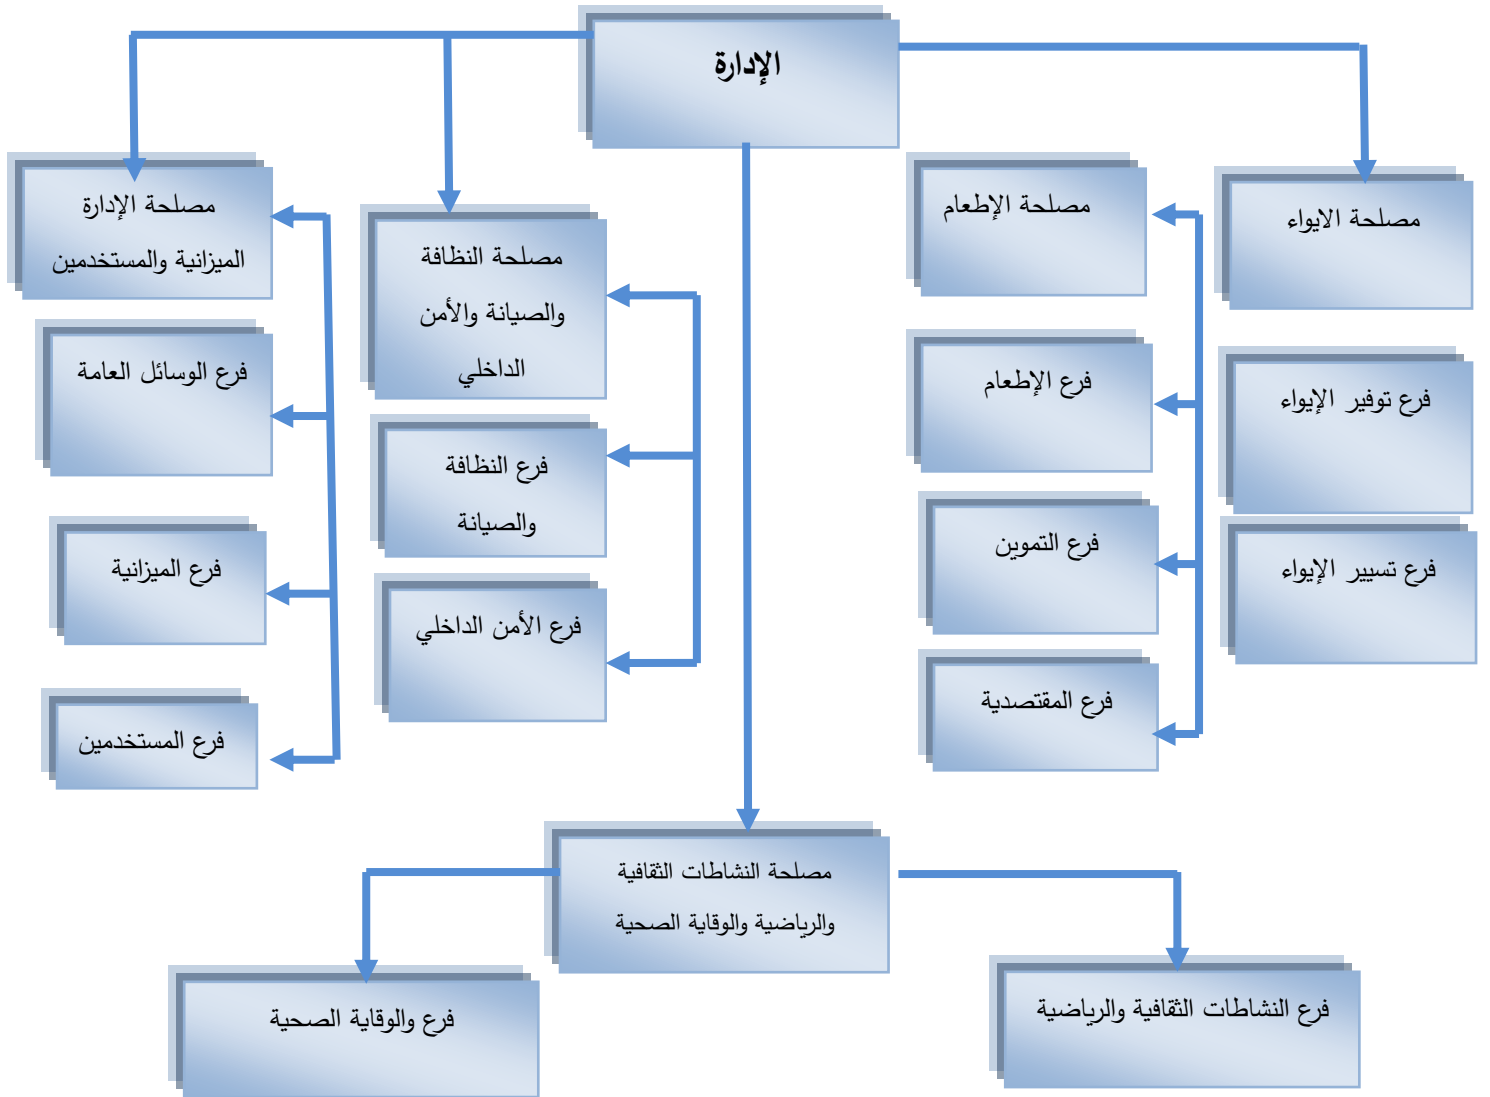 الإدارة
مصلحة الايواء
فرع توفير الإيواء
فرع تسيير الإيواء
مصلحة الإطعام
فرع الإطعام
فرع التموين
فرع المقتصدية
مصلحة النظافة
والصيانة والأمن
الداخلي
فرع النظافة
والصيانة
فرع الأمن الداخلي
مصلحة الإدارة
الميزانية والمستخدمين
فرع الوسائل العامة
فرع الميزانية
فرع المستخدمين
مصلحة النشاطات الثقافية
والرياضية والوقاية الصحية
فرع النشاطات الثقافية والرياضية
فرع والوقاية الصحية